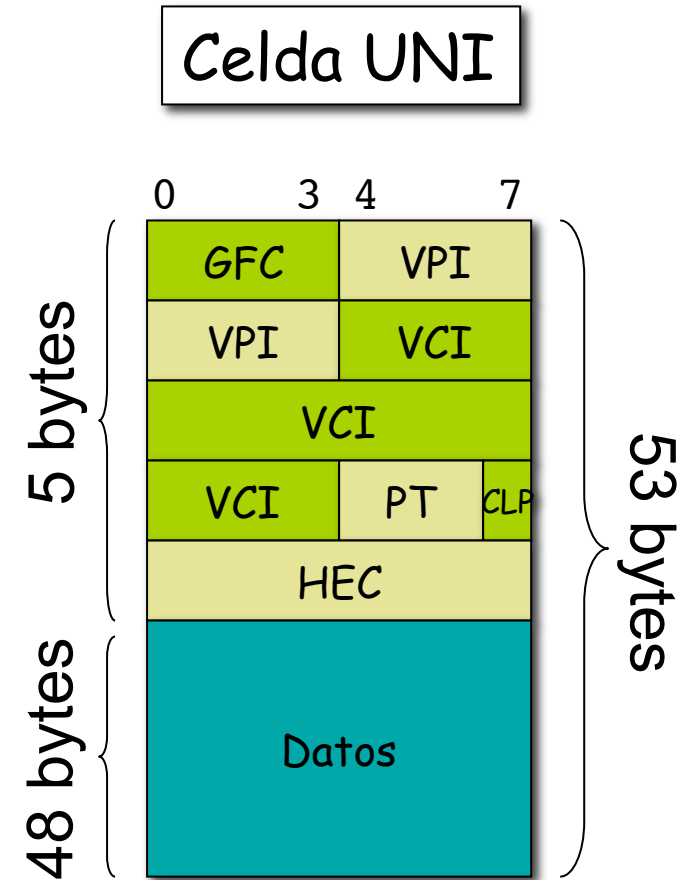 Celda UNI
0 3 4 7
GFC VPI
VPI VCI
VCI
VCI PT CLP
HEC
Datos
5 bytes
48 bytes
53 bytes